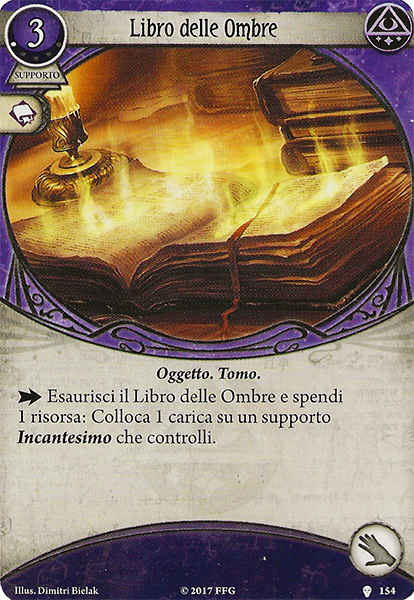 Libro delle Ombre
3
SUPPORTO
Oggetto. Tomo.
Esaurisci il Libro delle Ombre e spendi
1 risorsa: Colloca 1 carica su un supporto
Incantesimo che controlli.
Illus. Dimitri Bielak
© 2017 FFG
154